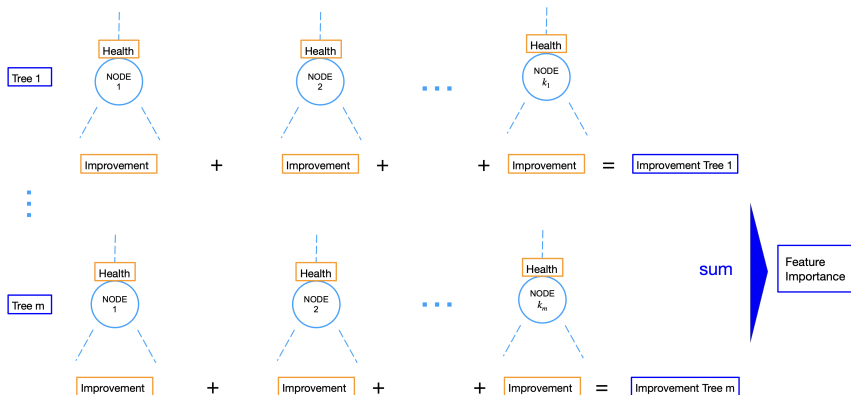 Health Health Health
Tree 1 NODE 1 NODE 2 ... NODE k₁
Improvement + Improvement + + Improvement = Improvement Tree 1
Health Health Health
sum Feature Importance
Tree m NODE 1 NODE 2 ... NODE kₘ
Improvement + Improvement + + Improvement = Improvement Tree m